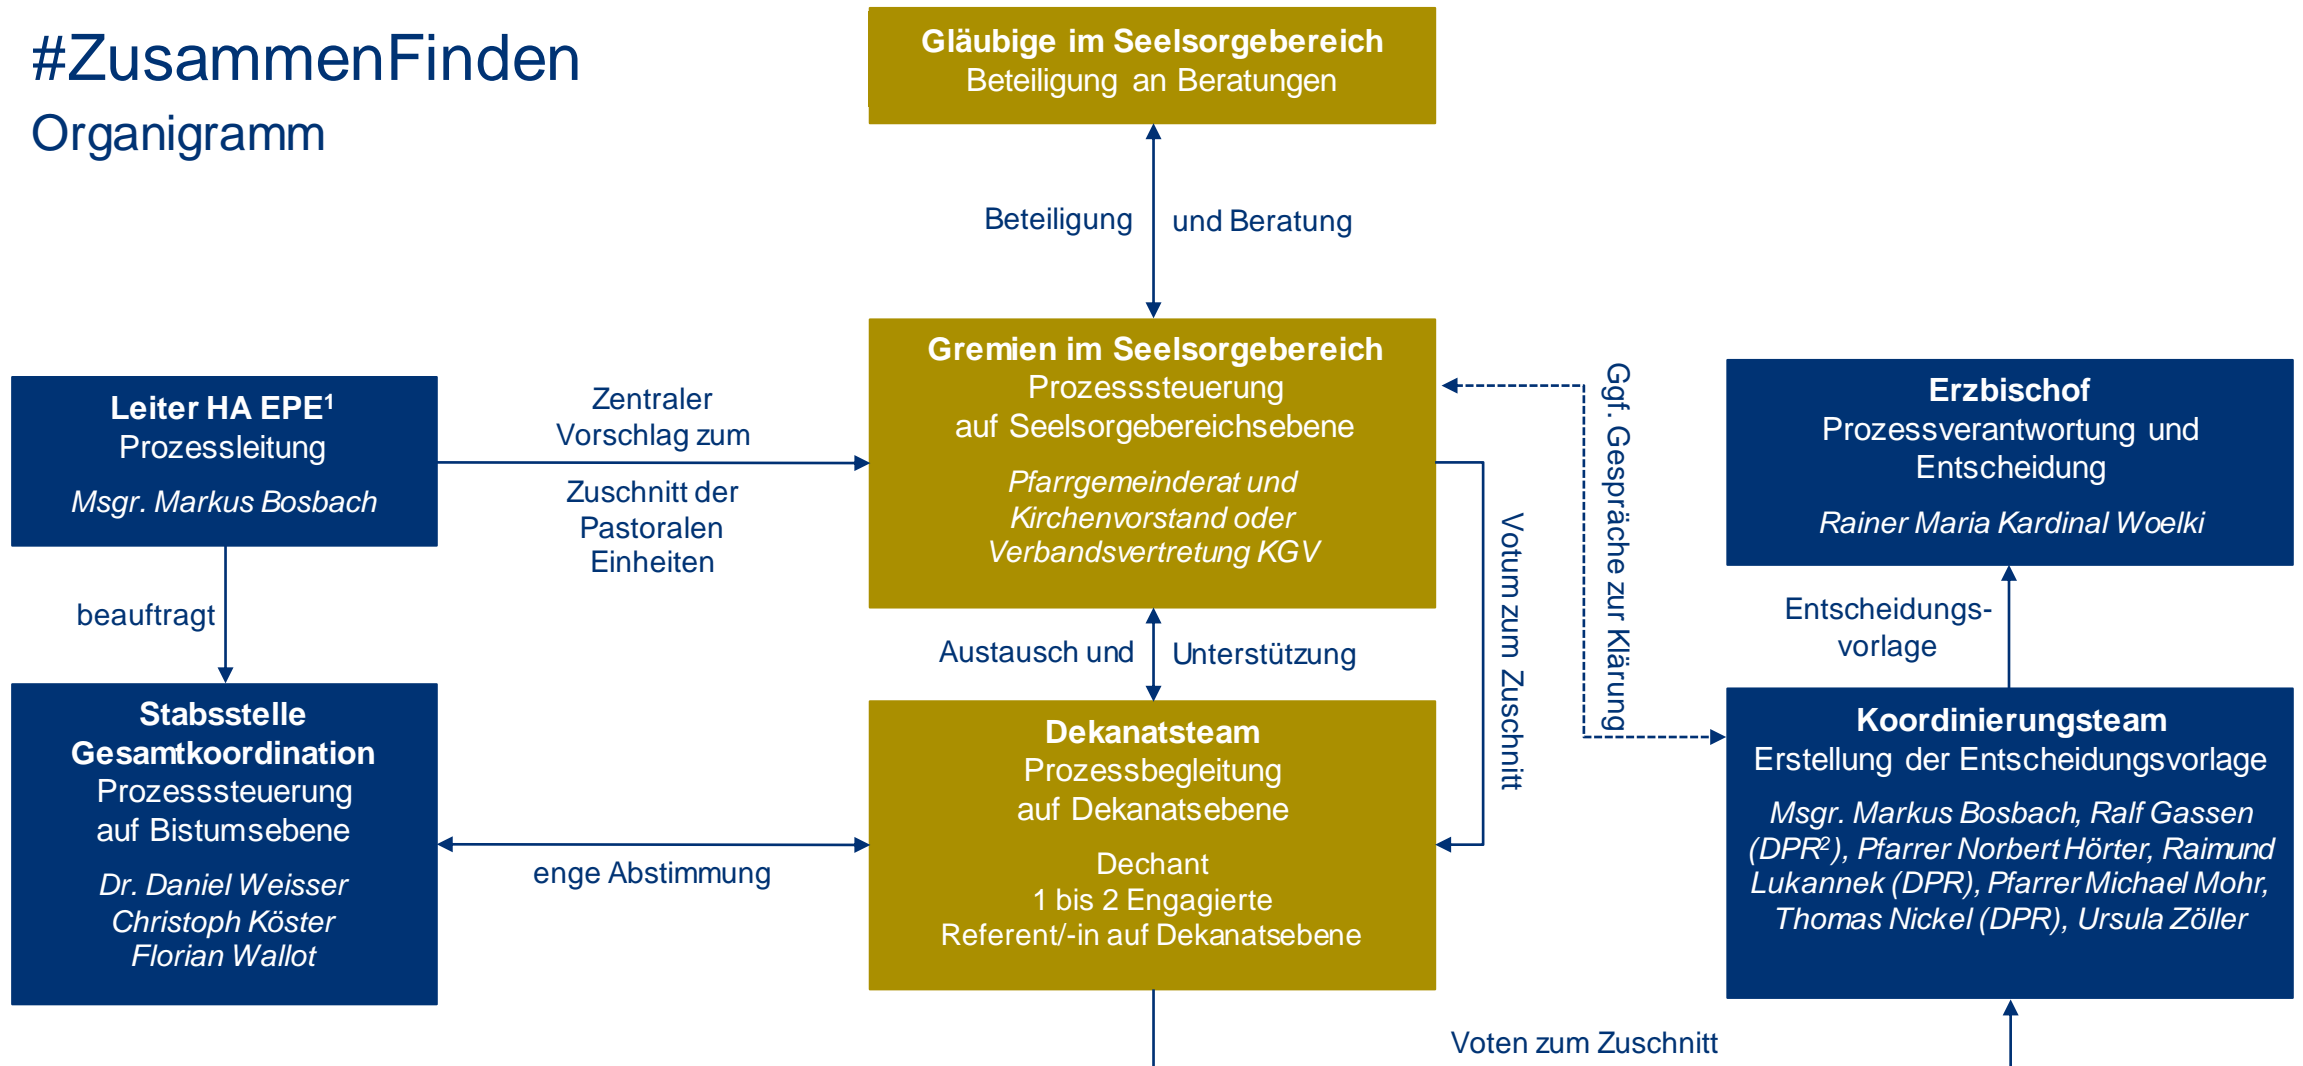 #ZusammenFinden
Organigramm
Gläubige im Seelsorgebereich
Beteiligung an Beratungen
Beteiligung
und Beratung
Gremien im Seelsorgebereich
Prozesssteuerung
auf Seelsorgebereichsebene
Pfarrgemeinderat und
Kirchenvorstand oder
Verbandsvertretung KGV
Leiter HA EPE¹
Prozessleitung
Msgr. Markus Bosbach
Zentraler
Vorschlag zum
Zuschnitt der
Pastoralen
Einheiten
Ggf. Gespräche zur Klärung
Erzbischof
Prozessverantwortung und
Entscheidung
Rainer Maria Kardinal Woelki
Votum zum Zuschnitt
beauftragt
Austausch und
Unterstützung
Entscheidungs-
vorlage
Stabsstelle
Gesamtkoordination
Prozesssteuerung
auf Bistumsebene
Dr. Daniel Weisser
Christoph Köster
Florian Wallot
enge Abstimmung
Dekanatsteam
Prozessbegleitung
auf Dekanatsebene
Dechant
1 bis 2 Engagierte
Referent/-in auf Dekanatsebene
Koordinierungsteam
Erstellung der Entscheidungsvorlage
Msgr. Markus Bosbach, Ralf Gassen
(DPR²), Pfarrer Norbert Hörter, Raimund
Lukannek (DPR), Pfarrer Michael Mohr,
Thomas Nickel (DPR), Ursula Zöller
Voten zum Zuschnitt